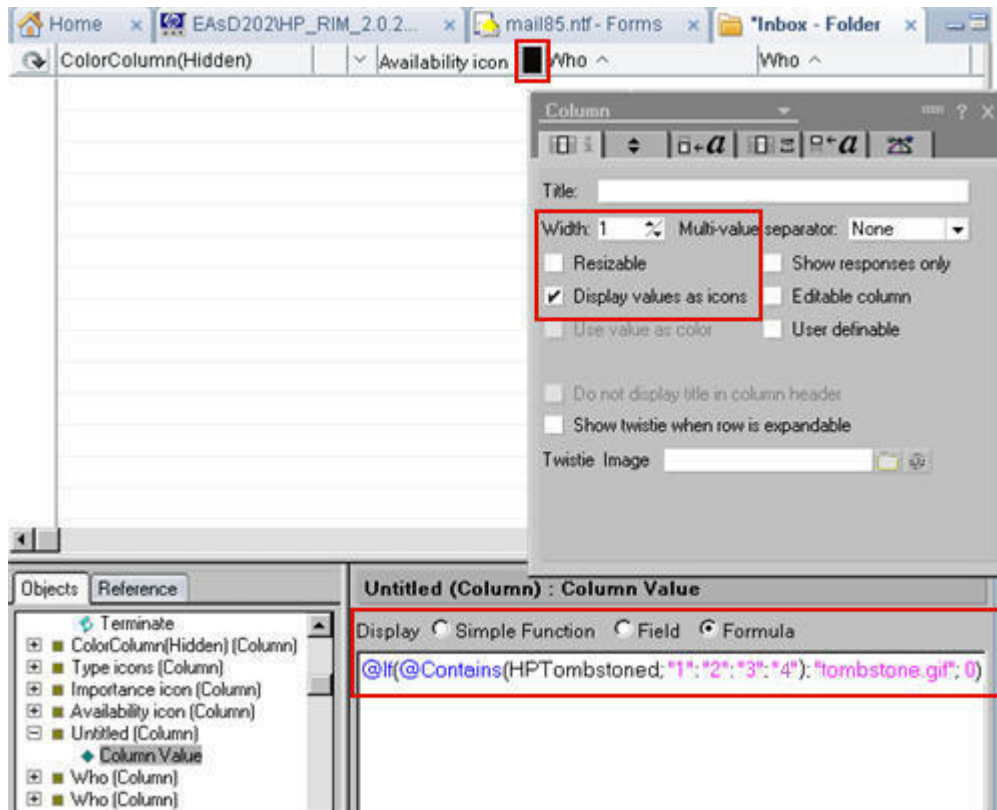 Home EAsD202\HP_RIM_2.0.2... mail85.ntf - Forms *Inbox - Folder
ColorColumn(Hidden) Availability icon Who ^ Who ^
Column ? X
Title:
Width: 1 Multi-value separator: None
Resizable Show responses only
Display values as icons Editable column
Use value as color User definable
Do not display title in column header
Show twistie when row is expandable
Twistie Image
Objects Reference
Terminate
ColorColumn(Hidden) (Column)
Type icons (Column)
Importance icon (Column)
Availability icon (Column)
Untitled (Column)
Column Value
Who (Column)
Who (Column)
Untitled (Column) : Column Value
Display Simple Function Field Formula
@If(@Contains(HPTombstoned; "1":"2":"3":"4"); "tombstone.gif"; 0)